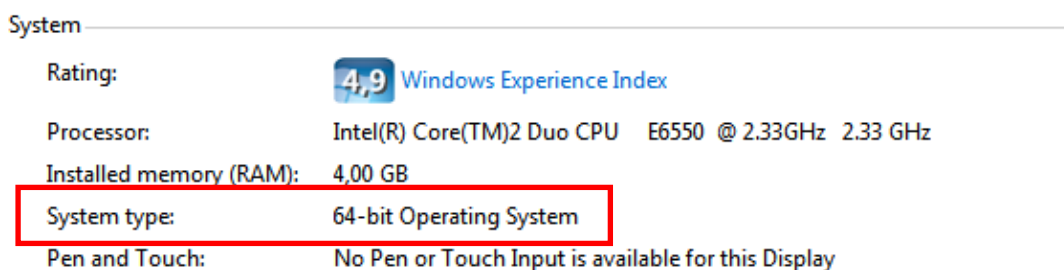 System
Rating: 4,9 Windows Experience Index
Processor: Intel(R) Core(TM)2 Duo CPU E6550 @ 2.33GHz 2.33 GHz
Installed memory (RAM): 4,00 GB
System type: 64-bit Operating System
Pen and Touch: No Pen or Touch Input is available for this Display